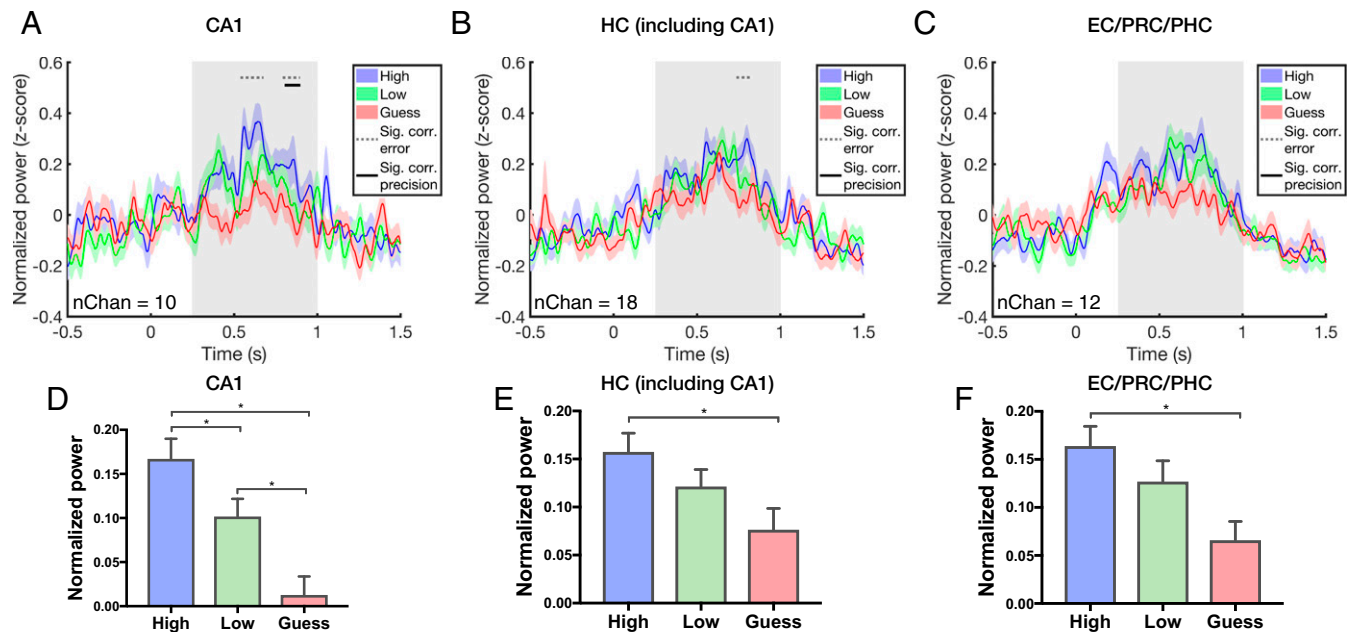 A
CA1
Normalized power (z-score)
0.6
0.4
0.2
0
-0.2
-0.4
High
Low
Guess
Sig. corr.
error
Sig. corr.
precision
nChan = 10
-0.5
0
0.5
1
1.5
Time (s)
B
HC (including CA1)
Normalized power (z-score)
0.6
0.4
0.2
0
-0.2
-0.4
High
Low
Guess
Sig. corr.
error
Sig. corr.
precision
nChan = 18
-0.5
0
0.5
1
1.5
Time (s)
C
EC/PRC/PHC
Normalized power (z-score)
0.6
0.4
0.2
0
-0.2
-0.4
High
Low
Guess
Sig. corr.
error
Sig. corr.
precision
nChan = 12
-0.5
0
0.5
1
1.5
Time (s)
D
CA1
Normalized power
0.20
0.15
0.10
0.05
0.00
*
*
*
High
Low
Guess
E
HC (including CA1)
Normalized power
0.20
0.15
0.10
0.05
0.00
*
High
Low
Guess
F
EC/PRC/PHC
Normalized power
0.20
0.15
0.10
0.05
0.00
*
High
Low
Guess